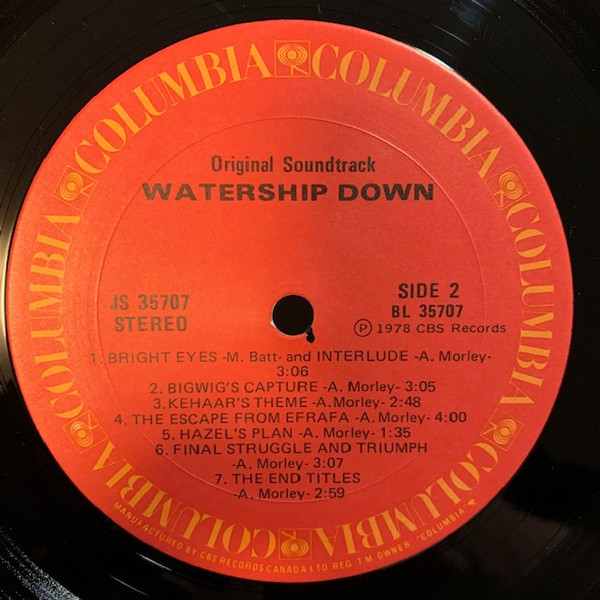 COLUMBIA COLUMBIA COLUMBIA COLUMBIA COLUMBIA COLUMBIA
Original Soundtrack
WATERSHIP DOWN
JS 35707
STEREO
SIDE 2
BL 35707
Ⓟ 1978 CBS Records
1. BRIGHT EYES -M. Batt- and INTERLUDE -A. Morley-
3:06
2. BIGWIG'S CAPTURE -A. Morley- 3:05
3.KEHAAR'S THEME -A.Morley- 2:48
4. THE ESCAPE FROM EFRAFA -A. Morley- 4:00
5. HAZEL'S PLAN -A. Morley- 1:35
6. FINAL STRUGGLE AND TRIUMPH
-A. Morley- 3:07
7. THE END TITLES
-A. Morley- 2:59
MANUFACTURED BY CBS RECORDS CANADA LTD. REG. T.M. OWNER "COLUMBIA"